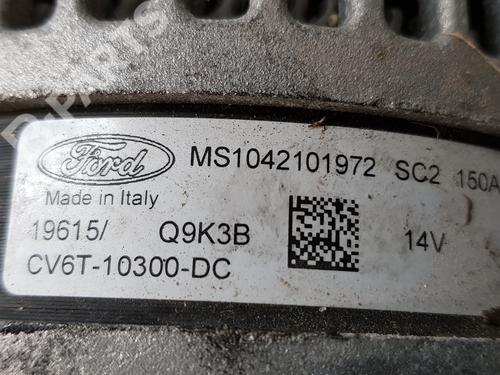 Ford MS1042101972 SC2 150A
Made in Italy
19615/ Q9K3B 14V
CV6T-10300-DC